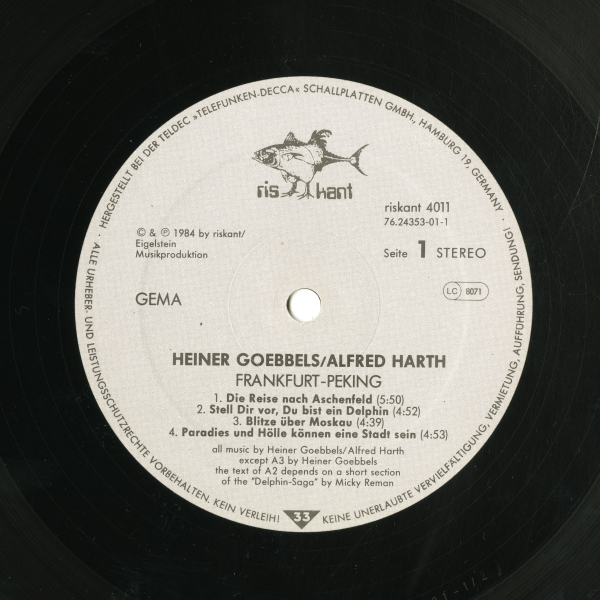 HERGESTELLT BEI DER TELDEC »TELEFUNKEN-DECCA« SCHALLPLATTEN GMBH., HAMBURG 19, GERMANY ·
ris kant
riskant 4011
76.24353-01-1
© & ℗ 1984 by riskant/
Eigelstein
Musikproduktion
Seite 1 STEREO
GEMA
LC 8071
HEINER GOEBBELS/ALFRED HARTH
FRANKFURT-PEKING
1. Die Reise nach Aschenfeld (5:50)
2. Stell Dir vor, Du bist ein Delphin (4:52)
3. Blitze über Moskau (4:39)
4. Paradies und Hölle können eine Stadt sein (4:53)
all music by Heiner Goebbels/Alfred Harth
except A3 by Heiner Goebbels
the text of A2 depends on a short section
of the "Delphin-Saga" by Micky Reman
· ALLE URHEBER- UND LEISTUNGSSCHUTZRECHTE VORBEHALTEN. KEIN VERLEIH! KEINE UNERLAUBTE VERVIELFÄLTIGUNG, VERMIETUNG, AUFFÜHRUNG, SENDUNG!
33